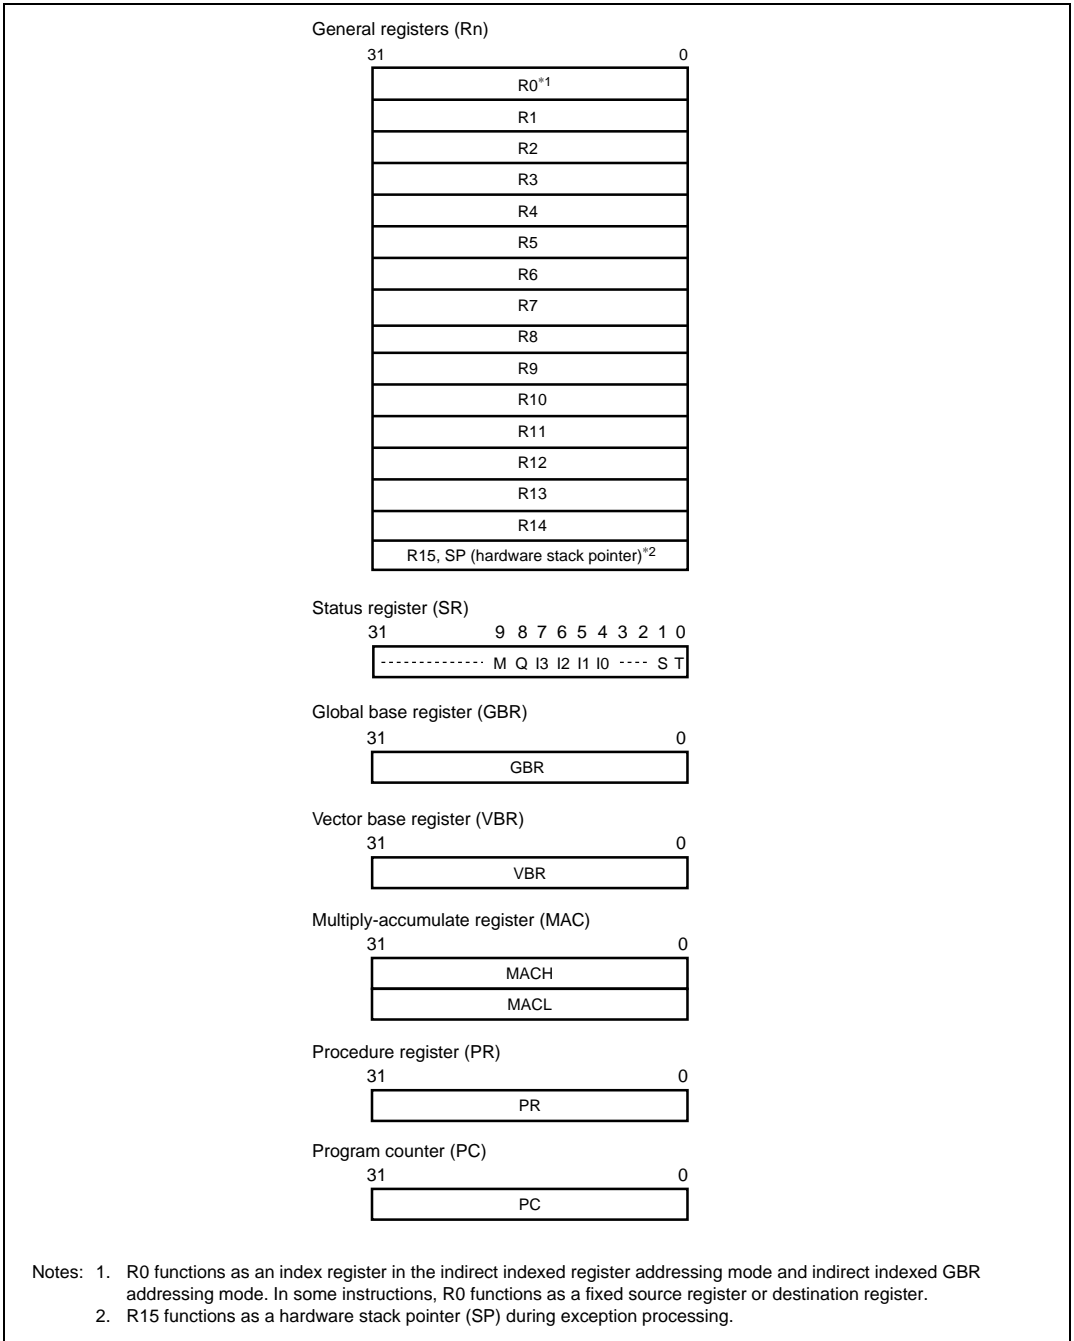 General registers (Rn)
31 0
R0*1
R1
R2
R3
R4
R5
R6
R7
R8
R9
R10
R11
R12
R13
R14
R15, SP (hardware stack pointer)*2
Status register (SR)
31 9 8 7 6 5 4 3 2 1 0
-------------- M Q I3 I2 I1 I0 ---- S T
Global base register (GBR)
31 0
GBR
Vector base register (VBR)
31 0
VBR
Multiply-accumulate register (MAC)
31 0
MACH
MACL
Procedure register (PR)
31 0
PR
Program counter (PC)
31 0
PC
Notes: 1. R0 functions as an index register in the indirect indexed register addressing mode and indirect indexed GBR
addressing mode. In some instructions, R0 functions as a fixed source register or destination register.
2. R15 functions as a hardware stack pointer (SP) during exception processing.